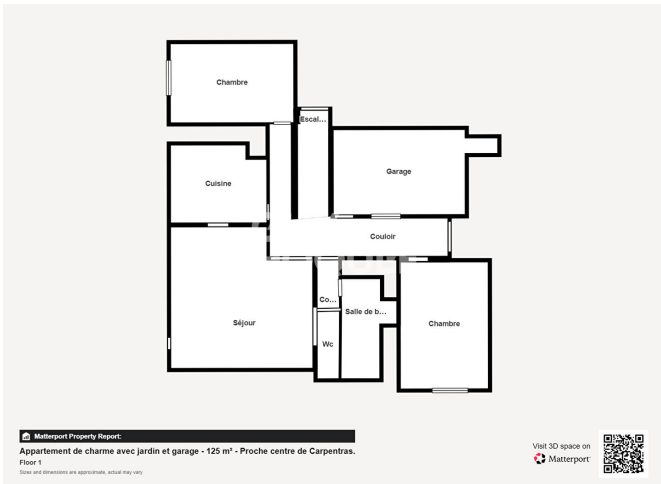 Chambre
Escal...
Garage
Cuisine
Couloir
Co...
Salle de b...
Séjour
Chambre
Wc
Matterport Property Report:
Appartement de charme avec jardin et garage - 125 m² - Proche centre de Carpentras.
Floor 1
Sizes and dimensions are approximate, actual may vary
Visit 3D space on
Matterport